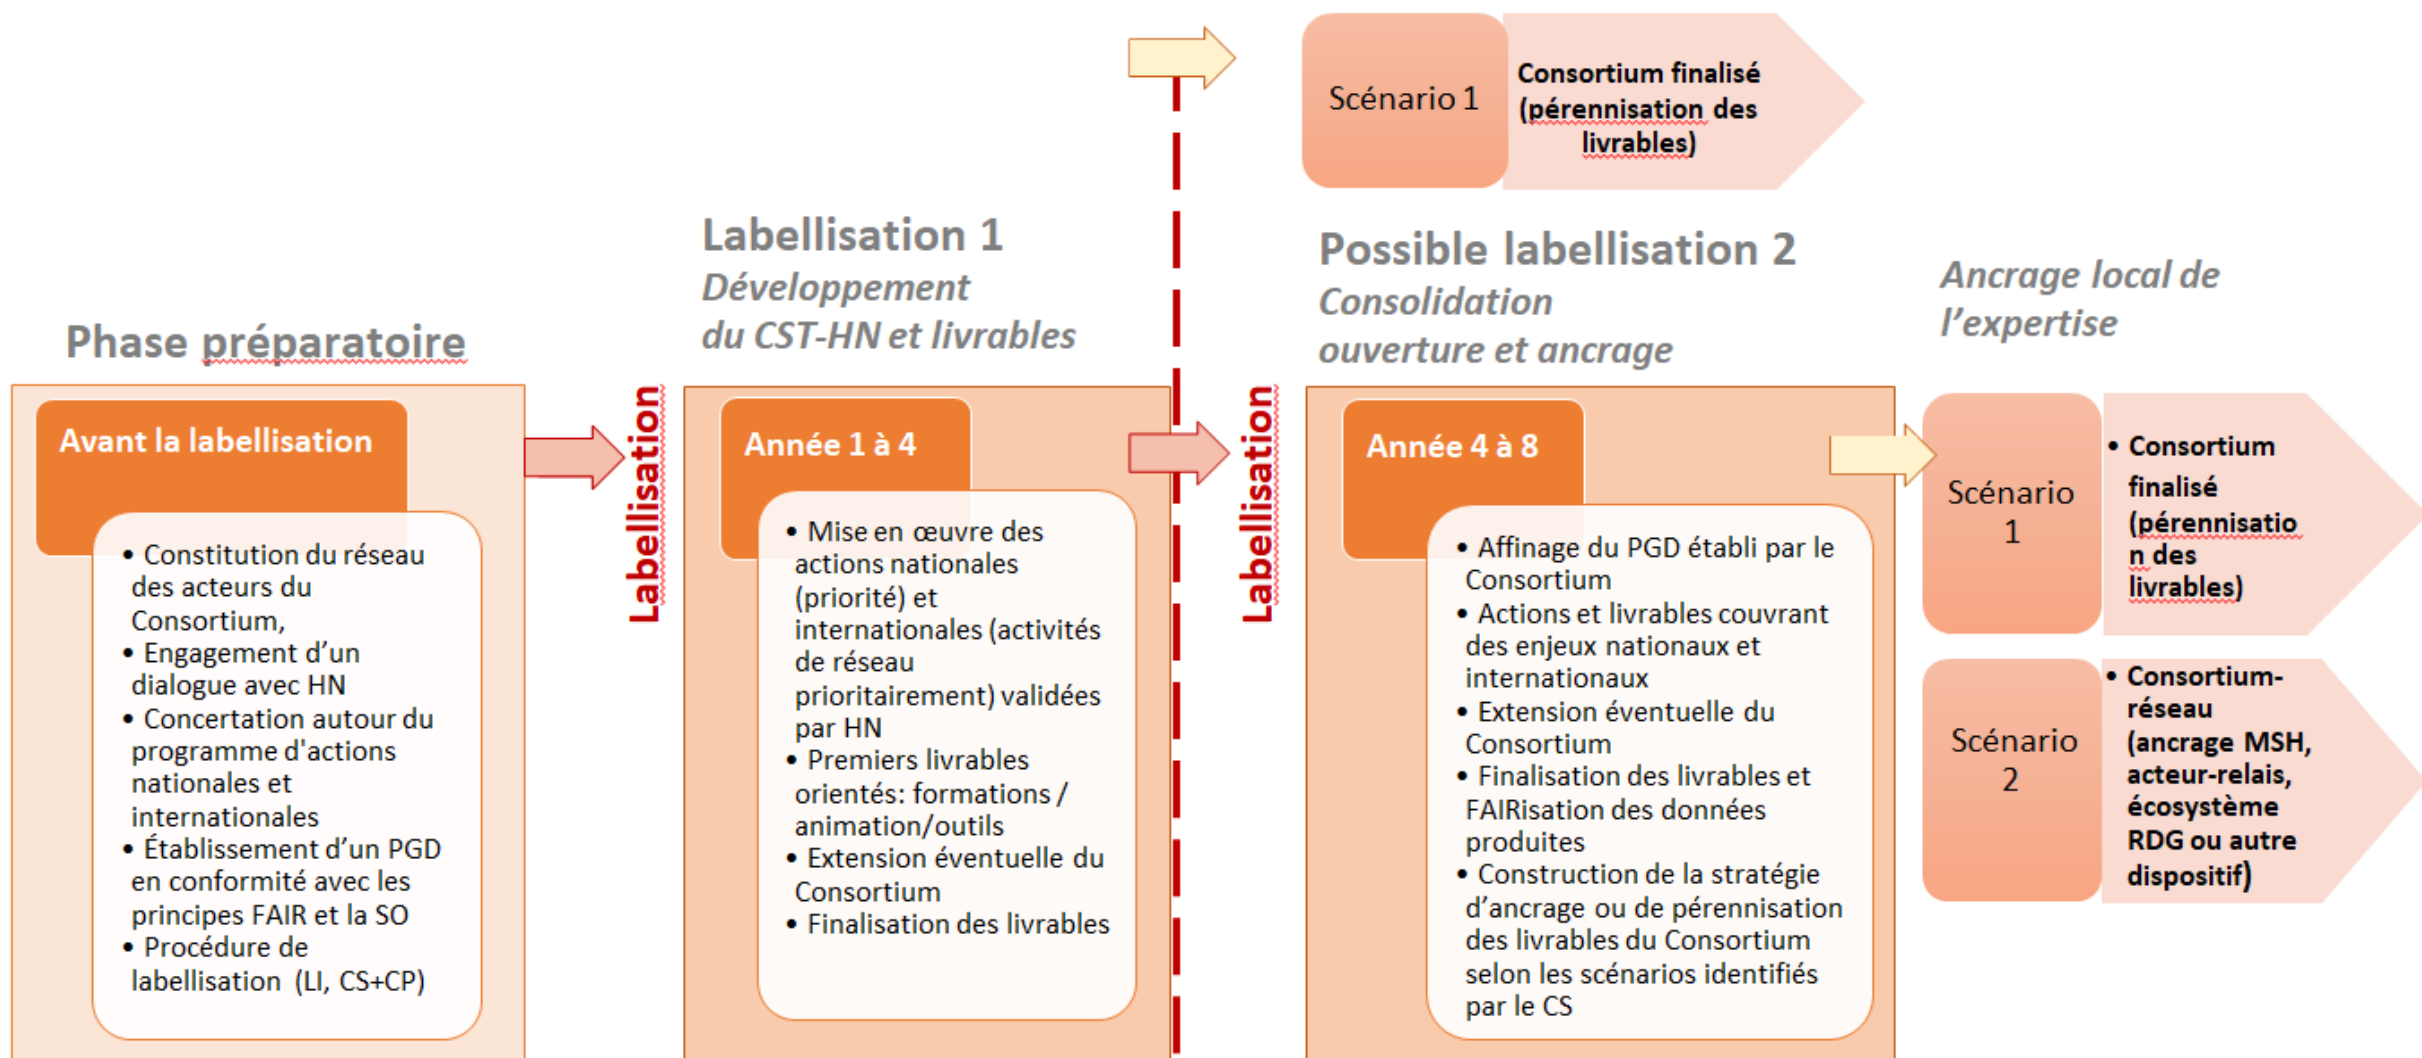 Phase préparatoire
Avant la labellisation
• Constitution du réseau
des acteurs du
Consortium,
• Engagement d’un
dialogue avec HN
• Concertation autour du
programme d'actions
nationales et
internationales
• Établissement d’un PGD
en conformité avec les
principes FAIR et la SO
• Procédure de
labellisation (LI, CS+CP)
Labellisation
Labellisation 1
Développement
du CST-HN et livrables
Année 1 à 4
• Mise en œuvre des
actions nationales
(priorité) et
internationales (activités
de réseau
prioritairement) validées
par HN
• Premiers livrables
orientés: formations /
animation/outils
• Extension éventuelle du
Consortium
• Finalisation des livrables
Scénario 1
Consortium finalisé
(pérennisation des
livrables)
Labellisation
Possible labellisation 2
Consolidation
ouverture et ancrage
Année 4 à 8
• Affinage du PGD établi par le
Consortium
• Actions et livrables couvrant
des enjeux nationaux et
internationaux
• Extension éventuelle du
Consortium
• Finalisation des livrables et
FAIRisation des données
produites
• Construction de la stratégie
d’ancrage ou de pérennisation
des livrables du Consortium
selon les scénarios identifiés
par le CS
Ancrage local de
l’expertise
Scénario
1
• Consortium
finalisé
(pérennisatio
n des
livrables)
Scénario
2
• Consortium-
réseau
(ancrage MSH,
acteur-relais,
écosystème
RDG ou autre
dispositif)